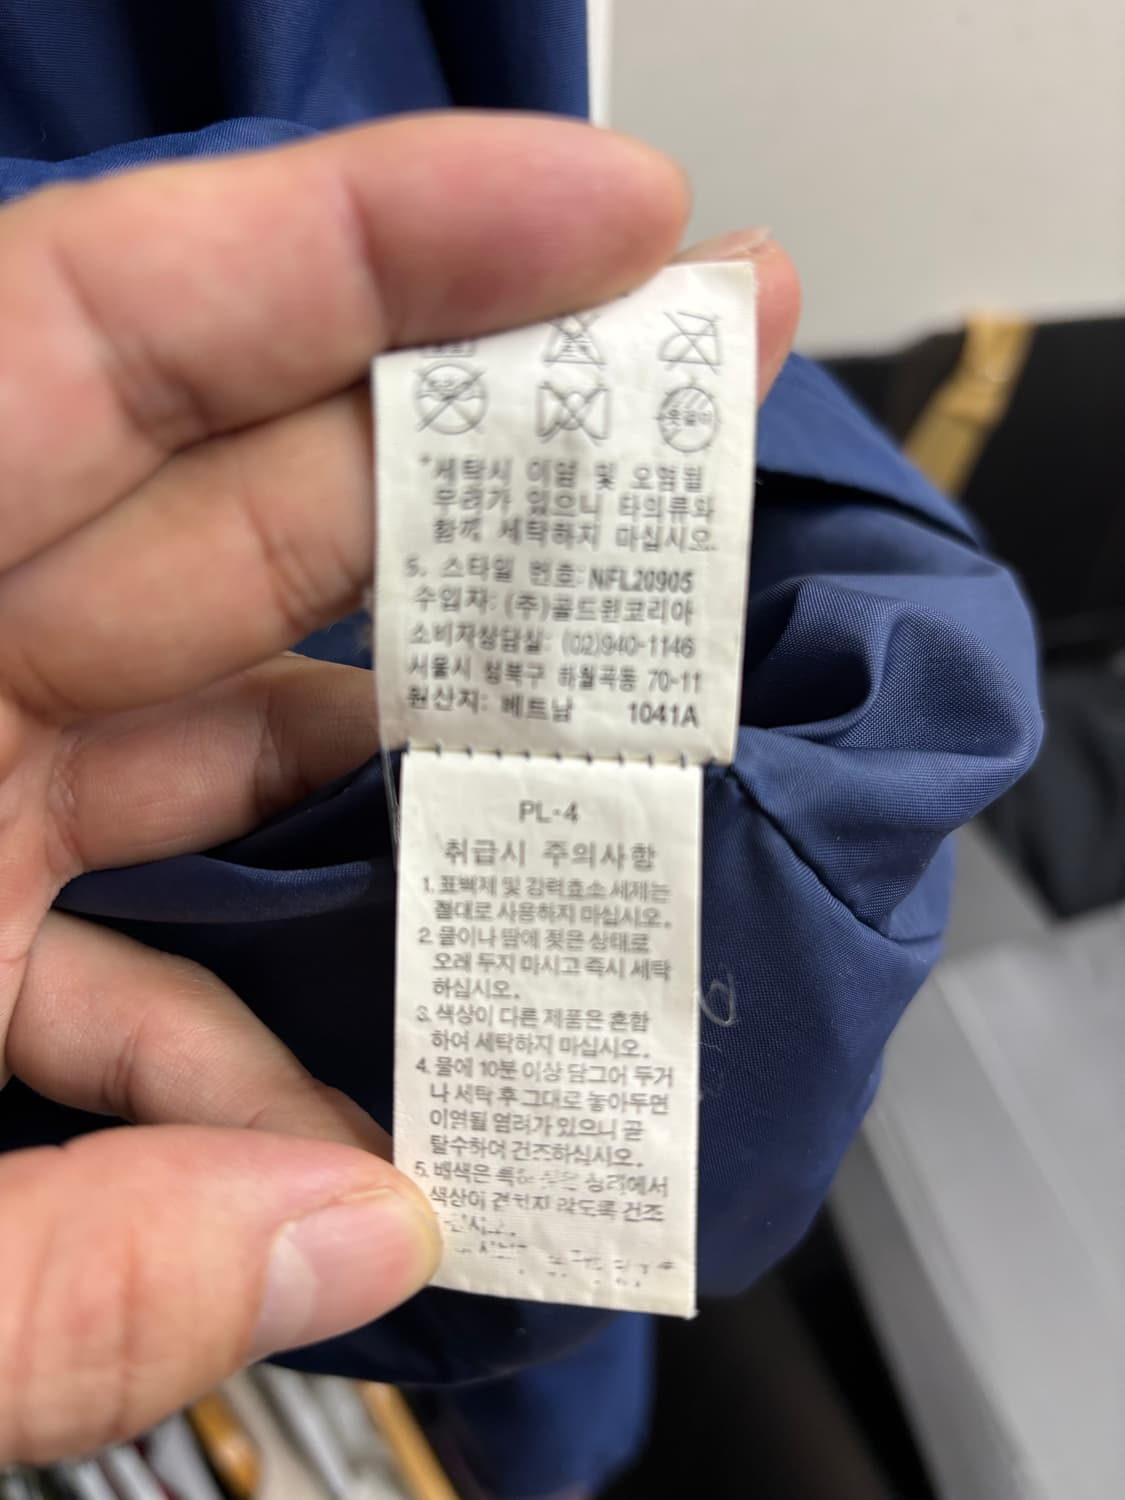 옷걸이
*세탁시 이염 및 오염될
우려가 있으니 타의류와
함께 세탁하지 마십시오.
5. 스타일 번호: NFL20905
수입자: (주)골드윈코리아
소비자상담실: (02)940-1146
서울시 성북구 하월곡동 70-11
원산지: 베트남 1041A
PL-4
취급시 주의사항
1. 표백제 및 강력효소 세제는
절대로 사용하지 마십시오.
2. 물이나 땀에 젖은 상태로
오래 두지 마시고 즉시 세탁
하십시오.
3. 색상이 다른 제품은 혼합
하여 세탁하지 마십시오.
4. 물에 10분 이상 담그어 두거
나 세탁 후 그대로 놓아두면
이염될 염려가 있으니 곧
탈수하여 건조하십시오.
5. 배색은 특히 젖은 상태에서
색상이 겹치지 않도록 건조